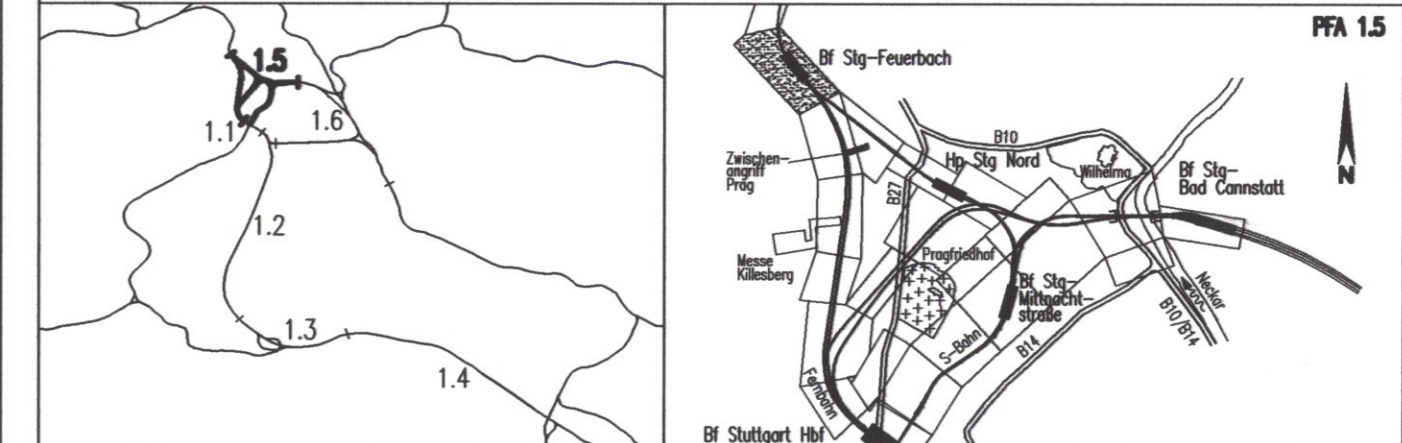 1.5
1.1
1.6
1.2
1.3
1.4
PFA 1.5
Bf Stg-Feuerbach
B10
Zwischen-
angriff
Prag
Hp Stg Nord
Wilhelma
Bf Stg-
Bad Cannstatt
N
B27
Messe
Killesberg
Pragfriedhof
Bf Stg-
Mittnacht-
straße
Neckar
B10/B14
S-Bahn
B14
Fernbahn
Bf Stuttgart Hbf